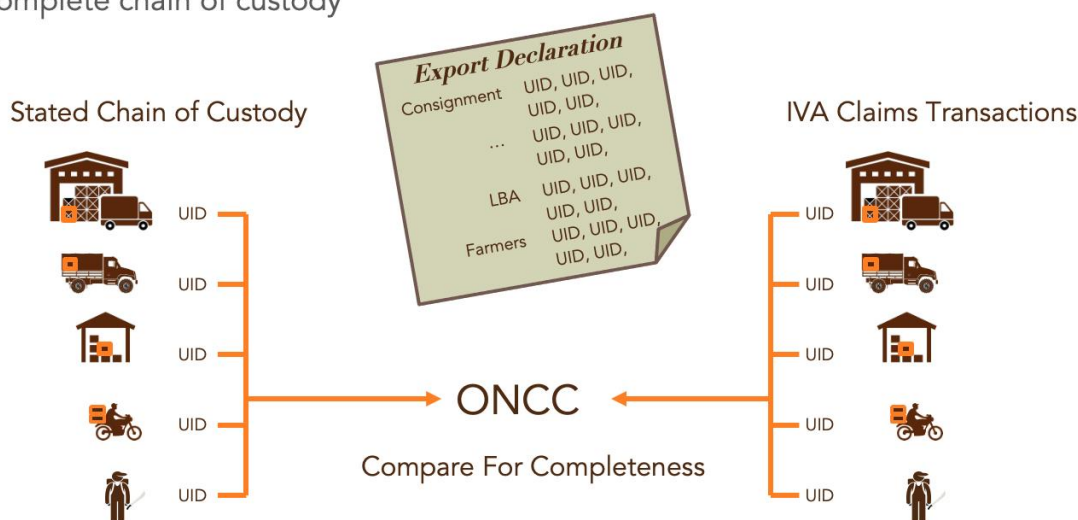 omplete chain of custody
Export Declaration
Consignment UID, UID, UID,
UID, UID,
... UID, UID, UID,
UID, UID,
LBA UID, UID, UID,
UID, UID,
Farmers UID, UID, UID,
UID, UID,
Stated Chain of Custody
UID
UID
UID
UID
UID
IVA Claims Transactions
UID
UID
UID
UID
UID
ONCC
Compare For Completeness